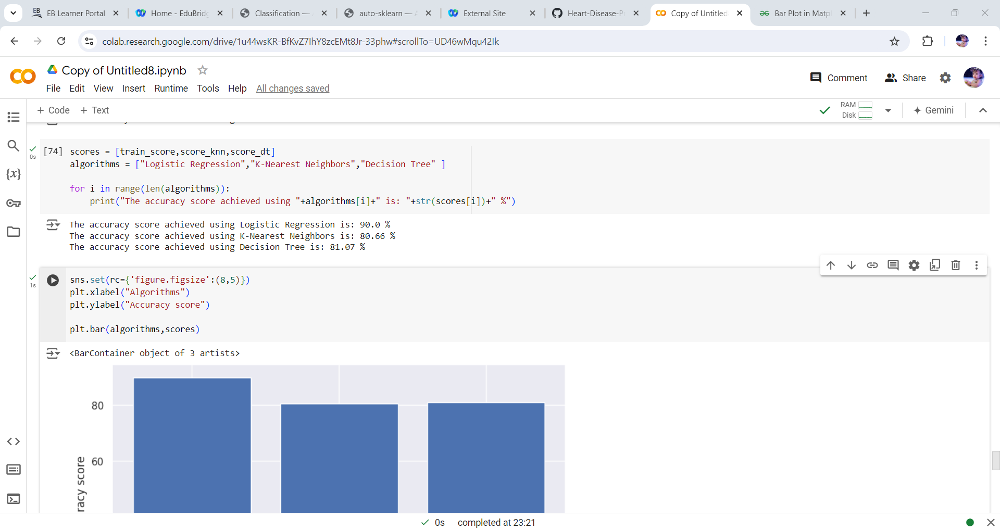 EB Learner Portal
Home - EduBridg
Classification —
auto-sklearn — A
External Site
Heart-Disease-Pr
Copy of Untitled
Bar Plot in Matpl
colab.research.google.com/drive/1u44wsKR-BfKvZ7IhY8zcEMt8Jr-33phw#scrollTo=UD46wMqu42Ik
CO
Copy of Untitled8.ipynb
Comment
Share
File Edit View Insert Runtime Tools Help All changes saved
+ Code + Text
RAM
Disk
Gemini
[74] scores = [train_score,score_knn,score_dt]
0s
algorithms = ["Logistic Regression","K-Nearest Neighbors","Decision Tree" ]
for i in range(len(algorithms)):
print("The accuracy score achieved using "+algorithms[i]+" is: "+str(scores[i])+" %")
The accuracy score achieved using Logistic Regression is: 90.0 %
The accuracy score achieved using K-Nearest Neighbors is: 80.66 %
The accuracy score achieved using Decision Tree is: 81.07 %
sns.set(rc={'figure.figsize':(8,5)})
1s
plt.xlabel("Algorithms")
plt.ylabel("Accuracy score")
plt.bar(algorithms,scores)
<BarContainer object of 3 artists>
80
60
racy score
0s completed at 23:21